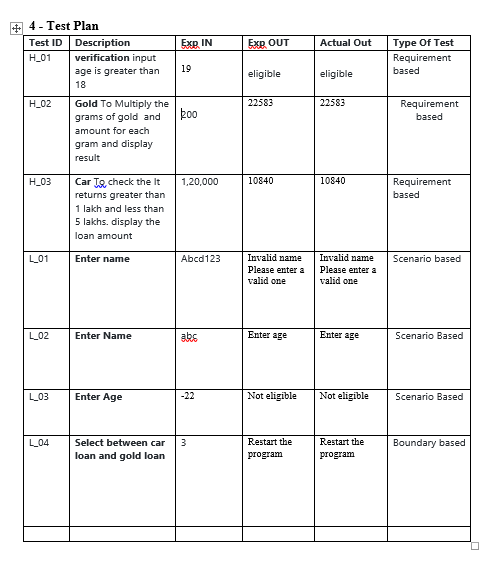 4 - Test Plan
Test ID Description Exp IN Exp OUT Actual Out Type Of Test
H_01 verification input age is greater than 18 19 eligible eligible Requirement based
H_02 Gold To Multiply the grams of gold and amount for each gram and display result 200 22583 22583 Requirement based
H_03 Car To check the It returns greater than 1 lakh and less than 5 lakhs. display the loan amount 1,20,000 10840 10840 Requirement based
L_01 Enter name Abcd123 Invalid name Please enter a valid one Invalid name Please enter a valid one Scenario based
L_02 Enter Name abc Enter age Enter age Scenario Based
L_03 Enter Age -22 Not eligible Not eligible Scenario Based
L_04 Select between car loan and gold loan 3 Restart the program Restart the program Boundary based